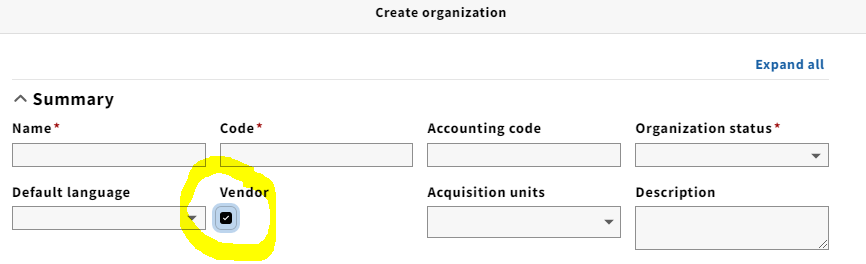 Create organization
Expand all
Summary
Name* Code* Accounting code Organization status*
Default language Vendor Acquisition units Description